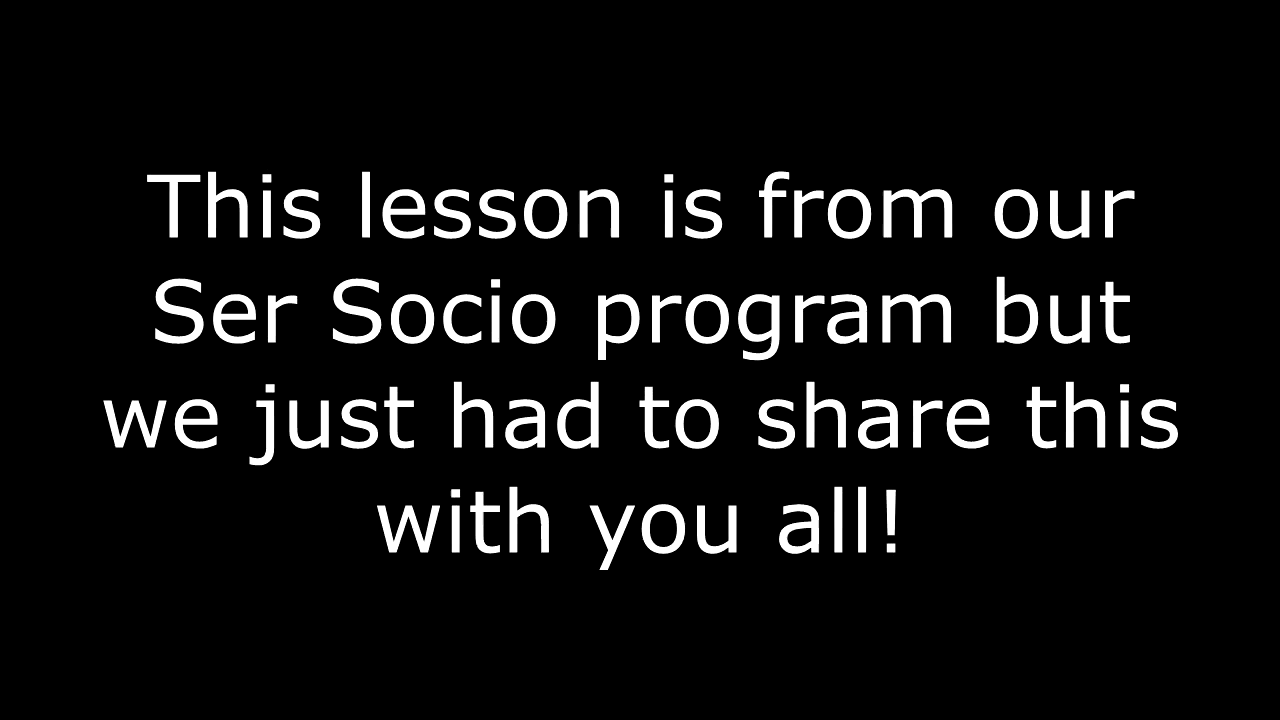 This lesson is from our
Ser Socio program but
we just had to share this
with you all!